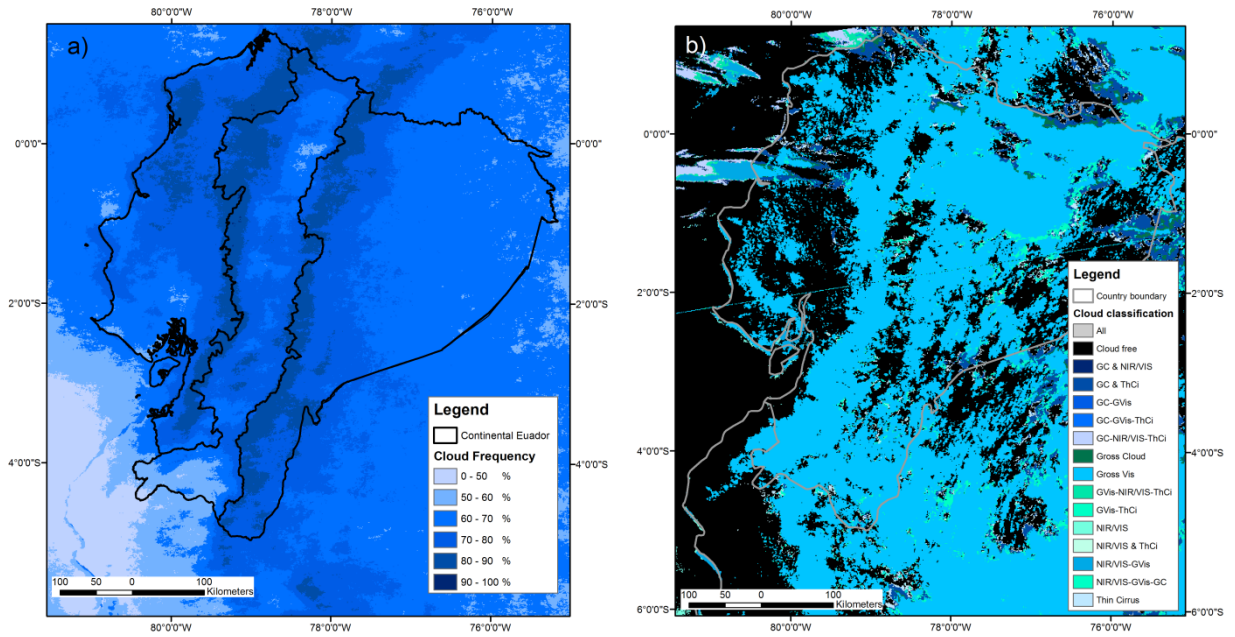 80°0'0"W 78°0'0"W 76°0'0"W
a)
0°0'0"
2°0'0"S
4°0'0"S
0°0'0"
2°0'0"S
4°0'0"S
Legend
Continental Euador
Cloud Frequency
0 - 50 %
50 - 60 %
60 - 70 %
70 - 80 %
80 - 90 %
90 - 100 %
100 50 0 100
Kilometers
80°0'0"W 78°0'0"W 76°0'0"W
80°0'0"W 78°0'0"W 76°0'0"W
b)
0°0'0"
2°0'0"S
4°0'0"S
6°0'0"S
0°0'0"
2°0'0"S
4°0'0"S
6°0'0"S
Legend
Country boundary
Cloud classification
All
Cloud free
GC & NIR/VIS
GC & ThCi
GC-GVis
GC-GVis-ThCi
GC-NIR/VIS-ThCi
Gross Cloud
Gross Vis
GVis-NIR/VIS-ThCi
GVis-ThCi
NIR/VIS
NIR/VIS & ThCi
NIR/VIS-GVis
NIR/VIS-GVis-GC
Thin Cirrus
100 50 0 100
Kilometers
80°0'0"W 78°0'0"W 76°0'0"W